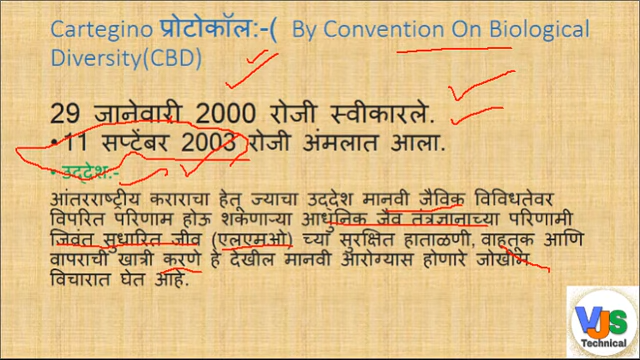 Cartegino प्रोटोकॉल:-( By Convention On Biological
Diversity(CBD)
29 जानेवारी 2000 रोजी स्वीकारले.
•11 सप्टेंबर 2003 रोजी अंमलात आला.
• उद्देश:-
आंतरराष्ट्रीय कराराचा हेतू ज्याचा उद्देश मानवी जैविक विविधतेवर
विपरित परिणाम होऊ शकणाऱ्या आधुनिक जैव तंत्रज्ञानाच्या परिणामी
जिवंत सुधारित जीव (एलएमओ) च्या सुरक्षित हाताळणी, वाहतूक आणि
वापराची खात्री करणे हे देखील मानवी आरोग्यास होणारे जोखीम
विचारात घेत आहे.
VJS
Technical